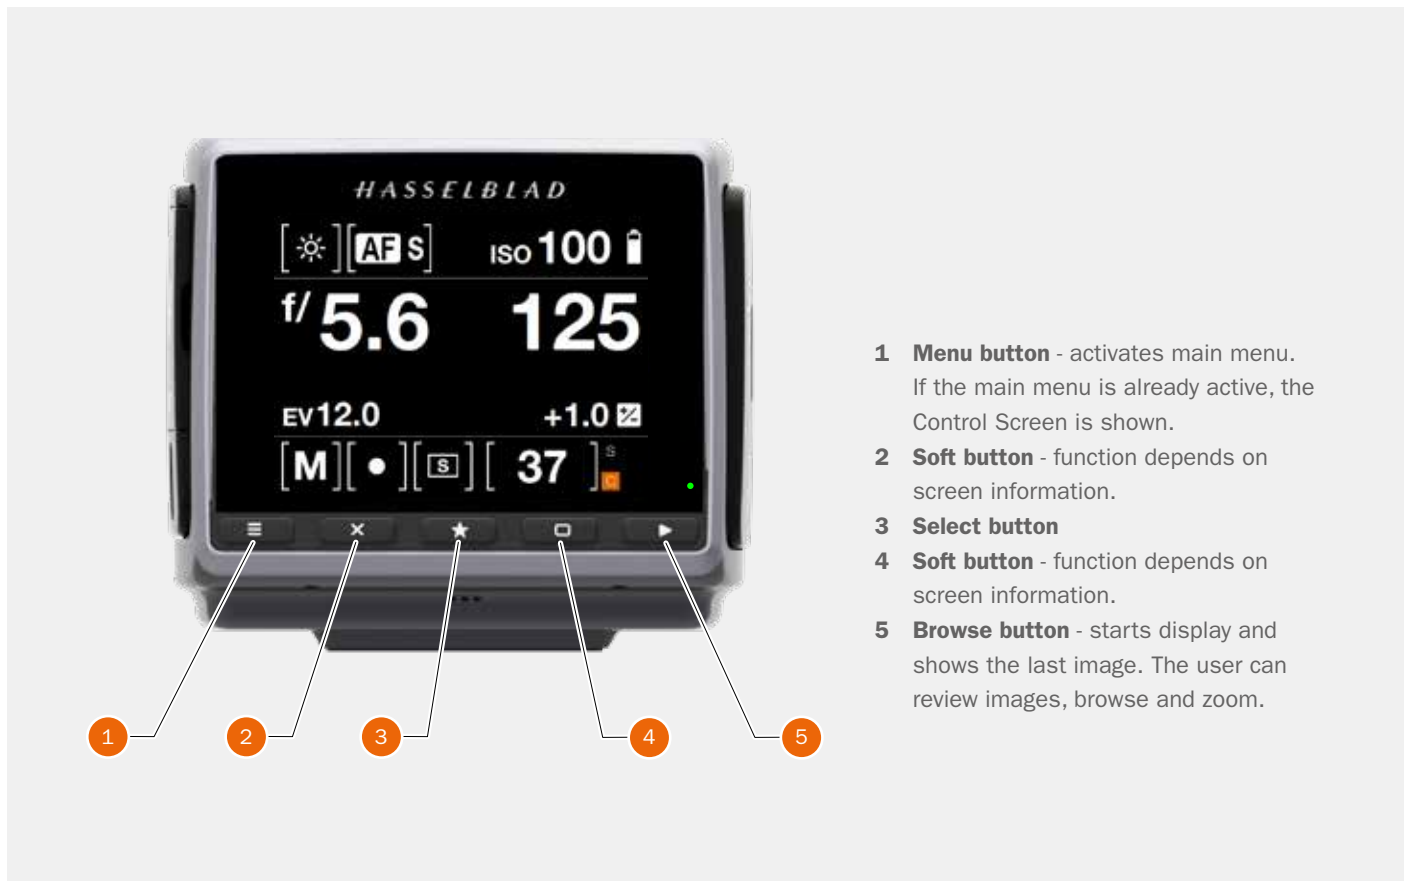 HASSELBLAD
AF S
ISO 100
f/5.6 125
EV 12.0 +1.0
M S 37 S
C
1 Menu button - activates main menu.
If the main menu is already active, the
Control Screen is shown.
2 Soft button - function depends on
screen information.
3 Select button
4 Soft button - function depends on
screen information.
5 Browse button - starts display and
shows the last image. The user can
review images, browse and zoom.
1 2 3 4 5